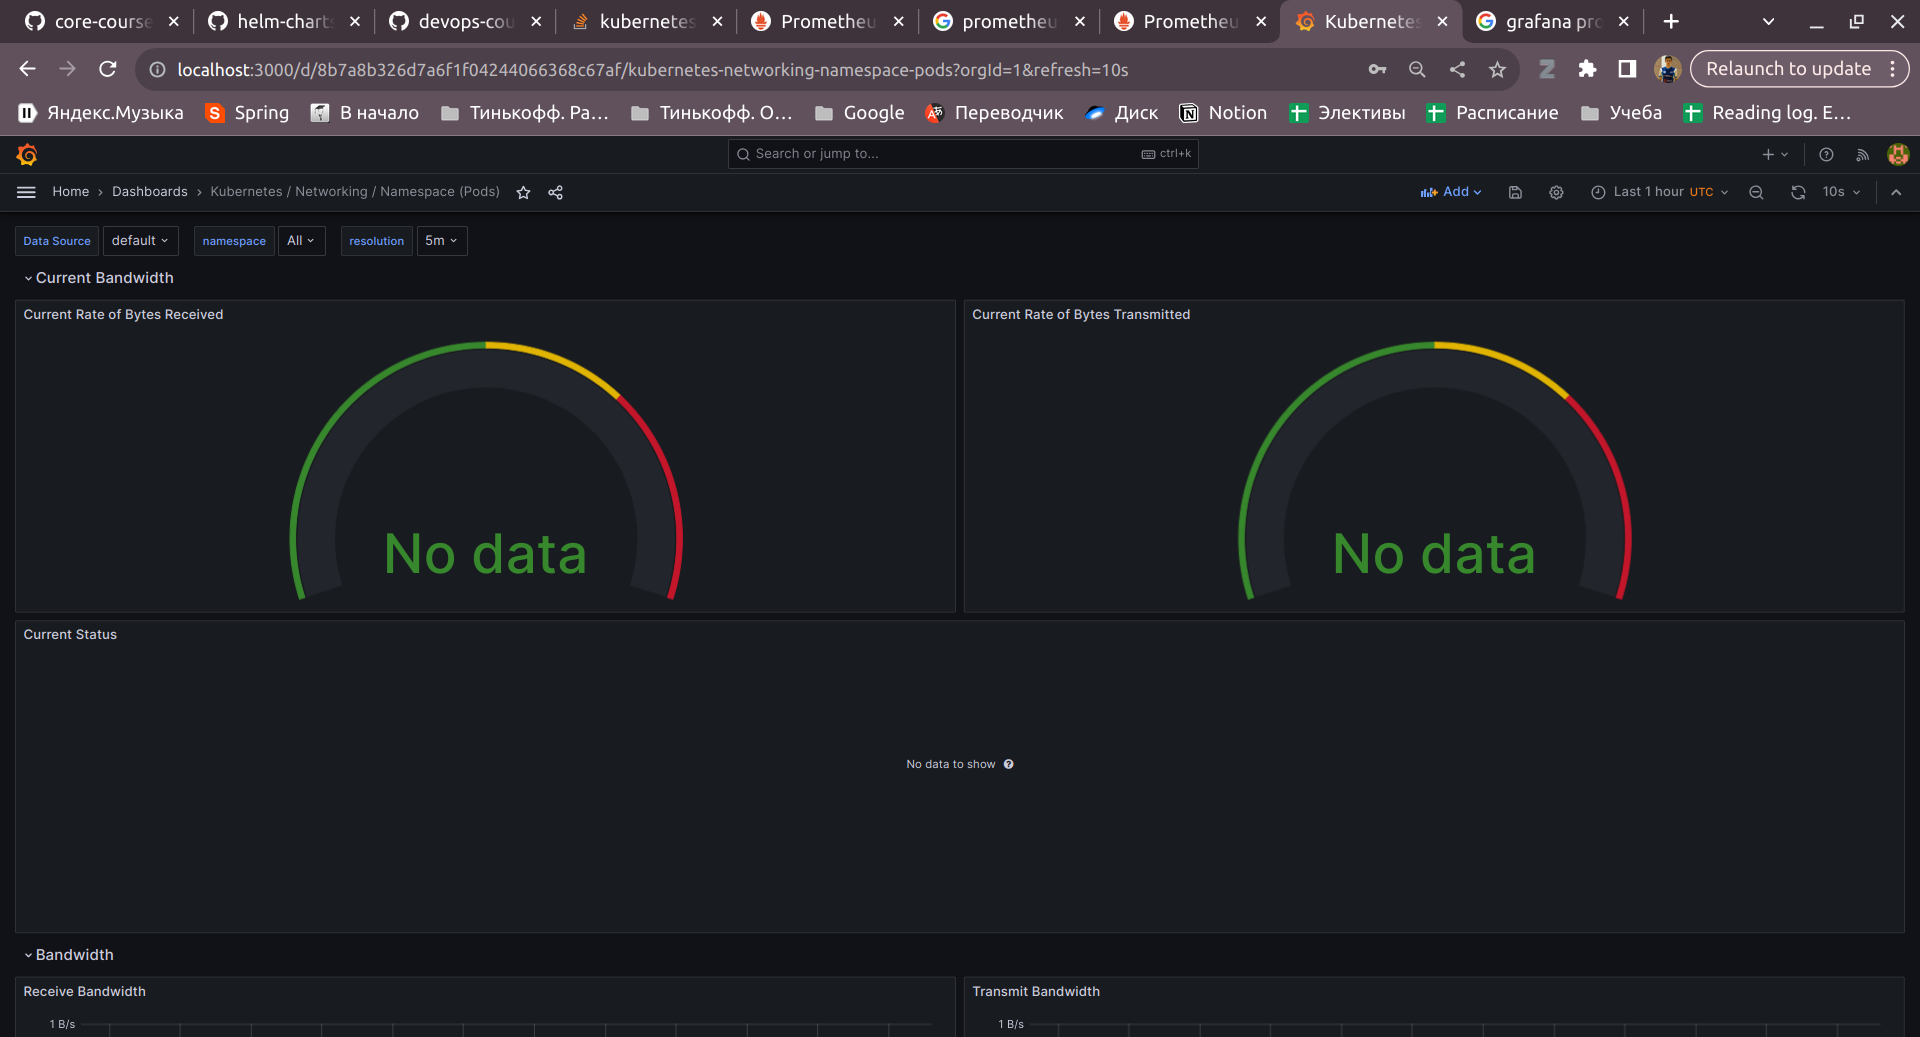 core-course helm-charts devops-cou kubernetes Prometheu prometheu Prometheu Kubernetes grafana pro
localhost:3000/d/8b7a8b326d7a6f1f04244066368c67af/kubernetes-networking-namespace-pods?orgId=1&refresh=10s Relaunch to update
Яндекс.Музыка Spring В начало Тинькофф. Ра... Тинькофф. О... Google Переводчик Диск Notion Элективы Расписание Учеба Reading log. E...
Search or jump to... ctrl+k
Home › Dashboards › Kubernetes / Networking / Namespace (Pods) Add Last 1 hour UTC 10s
Data Source default namespace All resolution 5m
Current Bandwidth
Current Rate of Bytes Received Current Rate of Bytes Transmitted
No data No data
Current Status
No data to show
Bandwidth
Receive Bandwidth Transmit Bandwidth
1 B/s 1 B/s